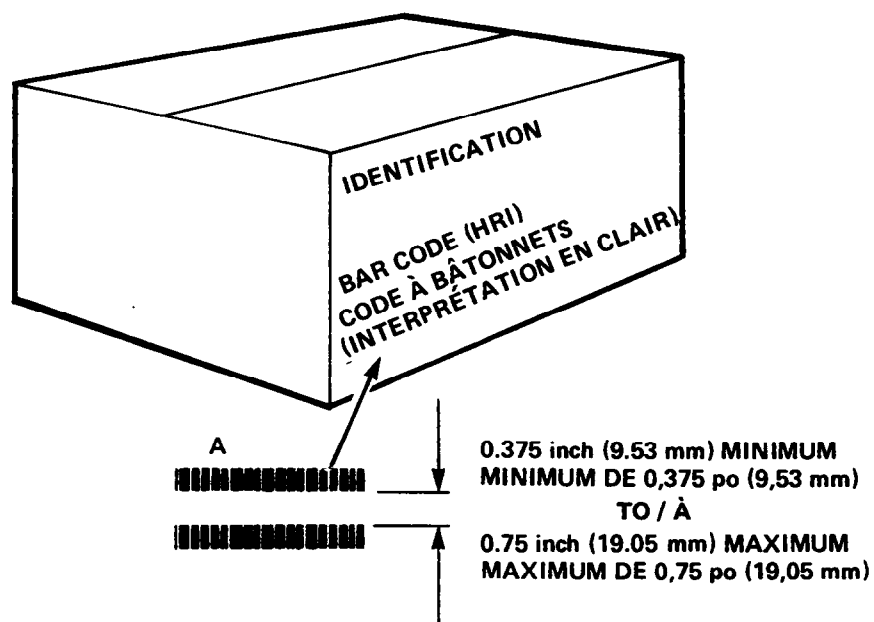 IDENTIFICATION
BAR CODE (HRI)
CODE À BÂTONNETS
(INTERPRÉTATION EN CLAIR)
A
0.375 inch (9.53 mm) MINIMUM
MINIMUM DE 0,375 po (9,53 mm)
TO / À
0.75 inch (19.05 mm) MAXIMUM
MAXIMUM DE 0,75 po (19,05 mm)